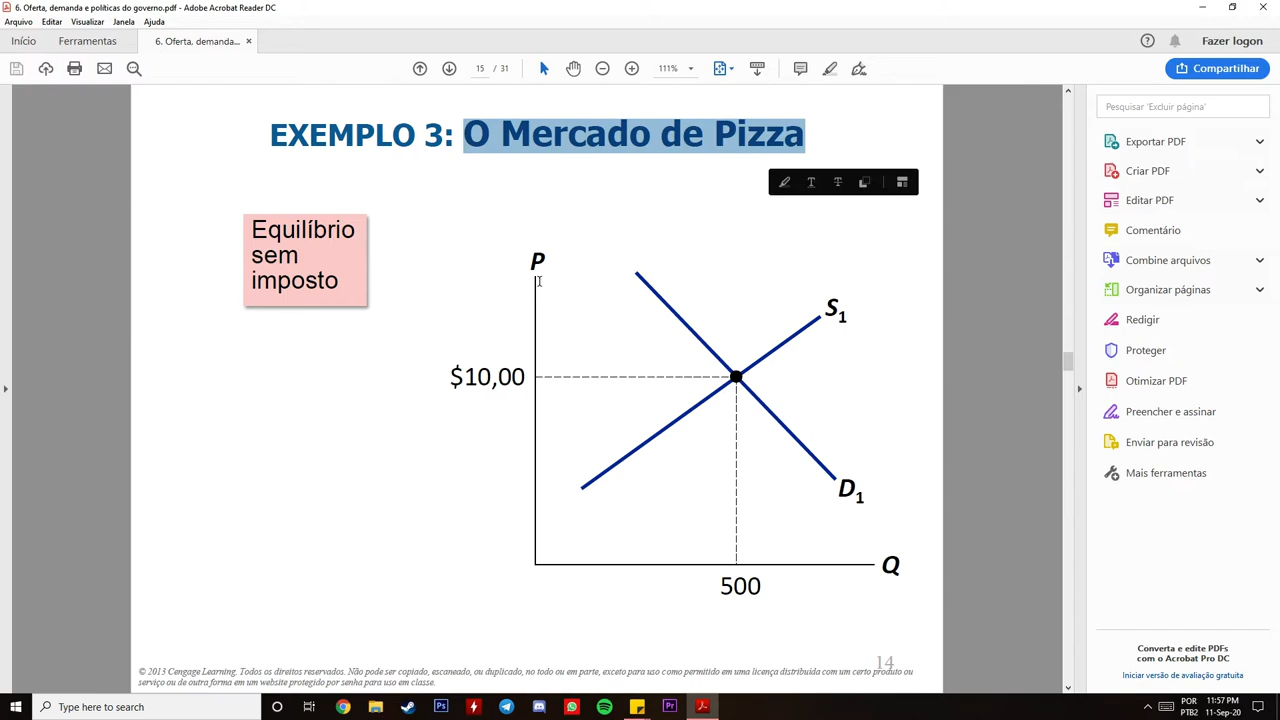 6. Oferta, demanda e políticas do governo.pdf - Adobe Acrobat Reader DC
Arquivo Editar Visualizar Janela Ajuda
Início Ferramentas 6. Oferta, demanda... × Fazer logon
15 / 31 111% Compartilhar
EXEMPLO 3: O Mercado de Pizza
Equilíbrio
sem
imposto
P
S1
$10,00
D1
Q
500
14
© 2013 Cengage Learning. Todos os direitos reservados. Não pode ser copiado, escaneado, ou duplicado, no todo ou em parte, exceto para uso como permitido em uma licença distribuída com um certo produto ou
serviço ou de outra forma em um website protegido por senha para uso em classe.
Pesquisar 'Excluir página'
Exportar PDF
Criar PDF
Editar PDF
Comentário
Combine arquivos
Organizar páginas
Redigir
Proteger
Otimizar PDF
Preencher e assinar
Enviar para revisão
Mais ferramentas
Converta e edite PDFs
com o Acrobat Pro DC
Iniciar versão de avaliação gratuita
Type here to search
POR
PTB2
11:57 PM
11-Sep-20